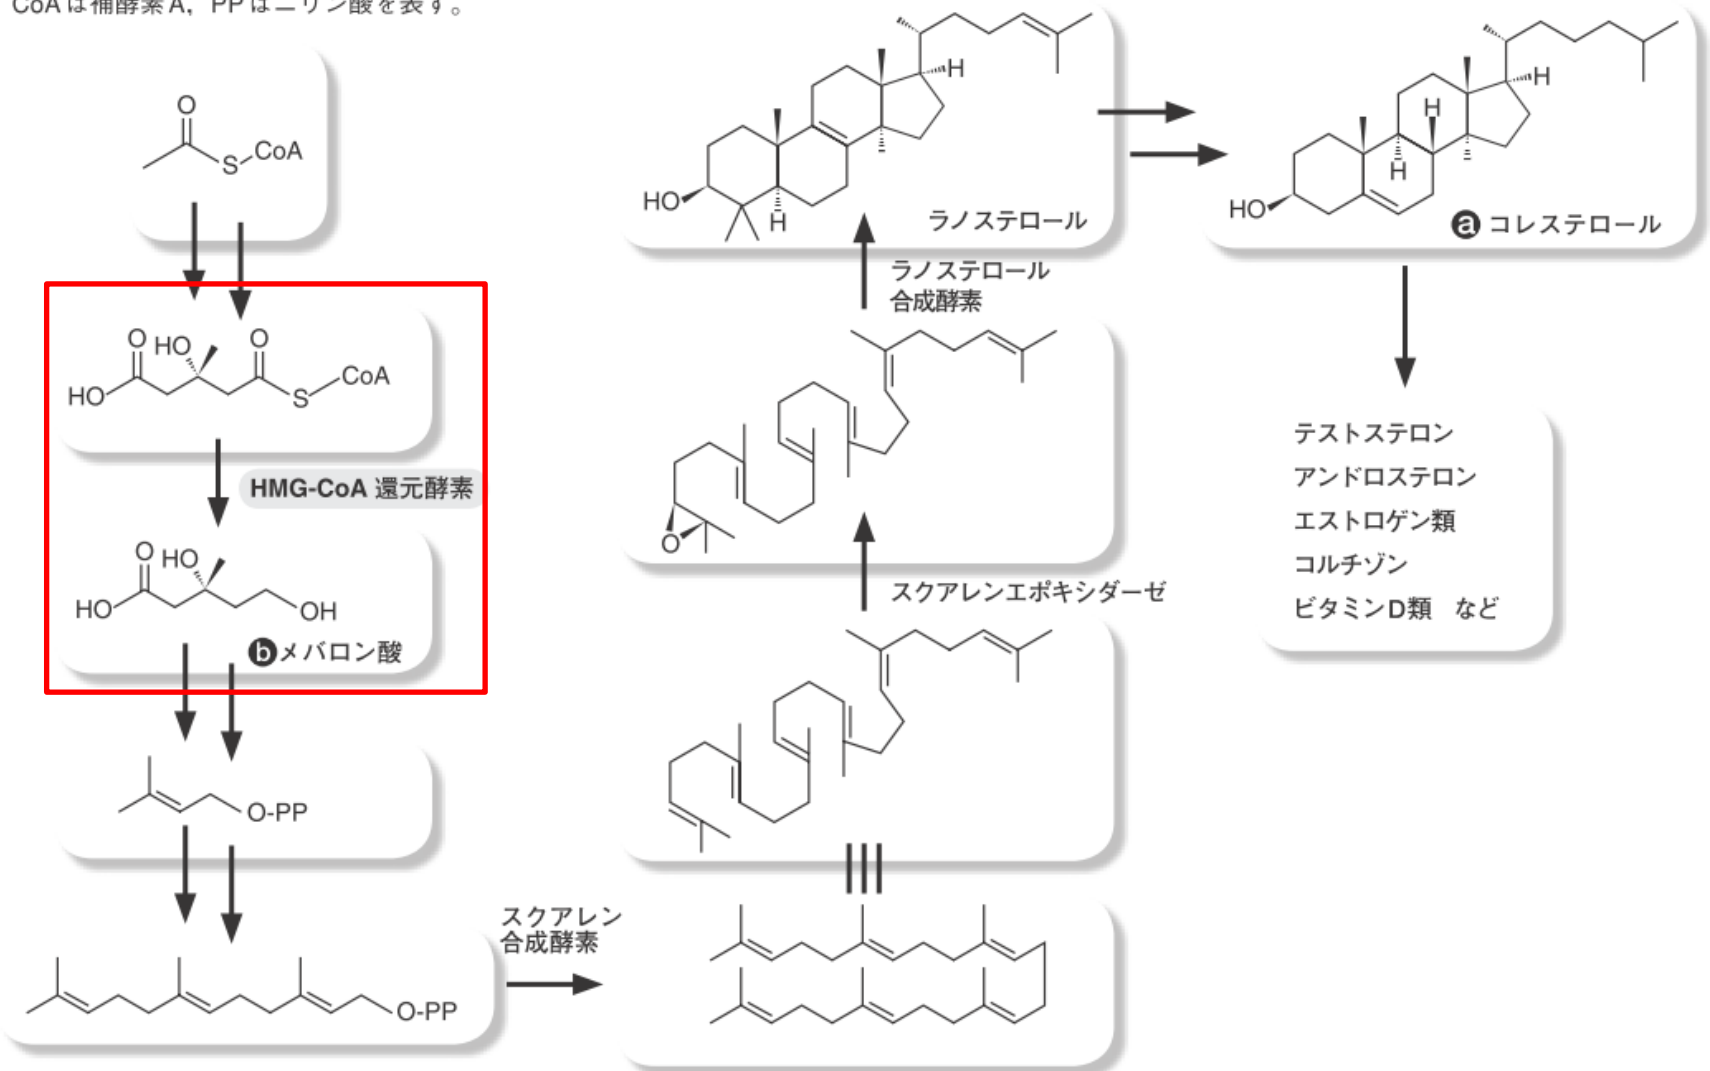 CoAは補酵素A，PPは二リン酸を表す。
O
S
CoA
O
HO
O
HO
S
CoA
HMG-CoA 還元酵素
O
HO
HO
OH
ⓑメバロン酸
O-PP
O-PP
スクアレン
合成酵素
スクアレンエポキシダーゼ
O
ラノステロール
合成酵素
H
HO
H
ラノステロール
H
H
H
HO
ⓐコレステロール
テストステロン
アンドロステロン
エストロゲン類
コルチゾン
ビタミンD類　など